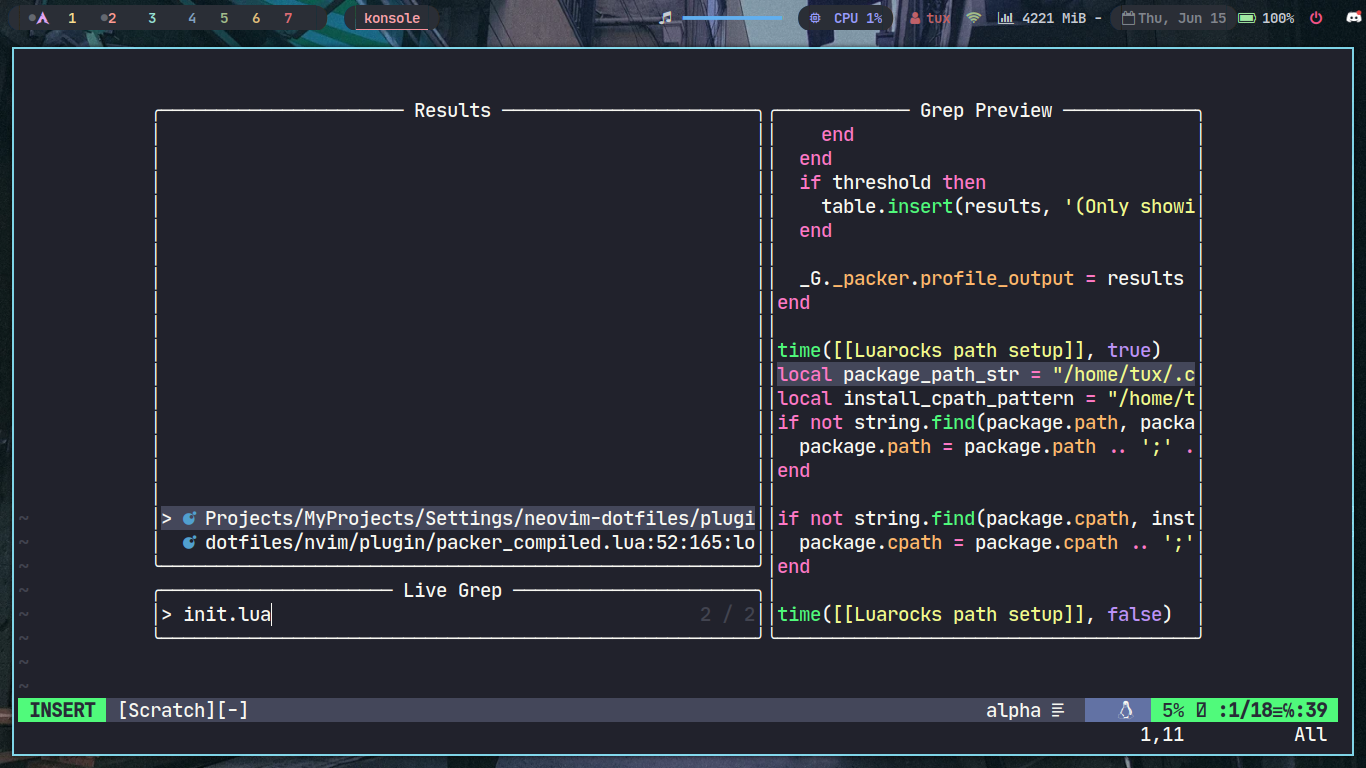 1 2 3 4 5 6 7 konsole CPU 1% tux 4221 MiB - Thu, Jun 15 100%
Results
Grep Preview
end
end
if threshold then
table.insert(results, '(Only showi
end
_G._packer.profile_output = results
end
time([[Luarocks path setup]], true)
local package_path_str = "/home/tux/.c
local install_cpath_pattern = "/home/t
if not string.find(package.path, packa
package.path = package.path .. ';' .
end
if not string.find(package.cpath, inst
package.cpath = package.cpath .. ';'
end
time([[Luarocks path setup]], false)
~ > Projects/MyProjects/Settings/neovim-dotfiles/plugi
~ dotfiles/nvim/plugin/packer_compiled.lua:52:165:lo
~
~ Live Grep
~ > init.lua 2 / 2
~
~
~
INSERT [Scratch][-] alpha 5% :1/18≡℅:39
1,11 All